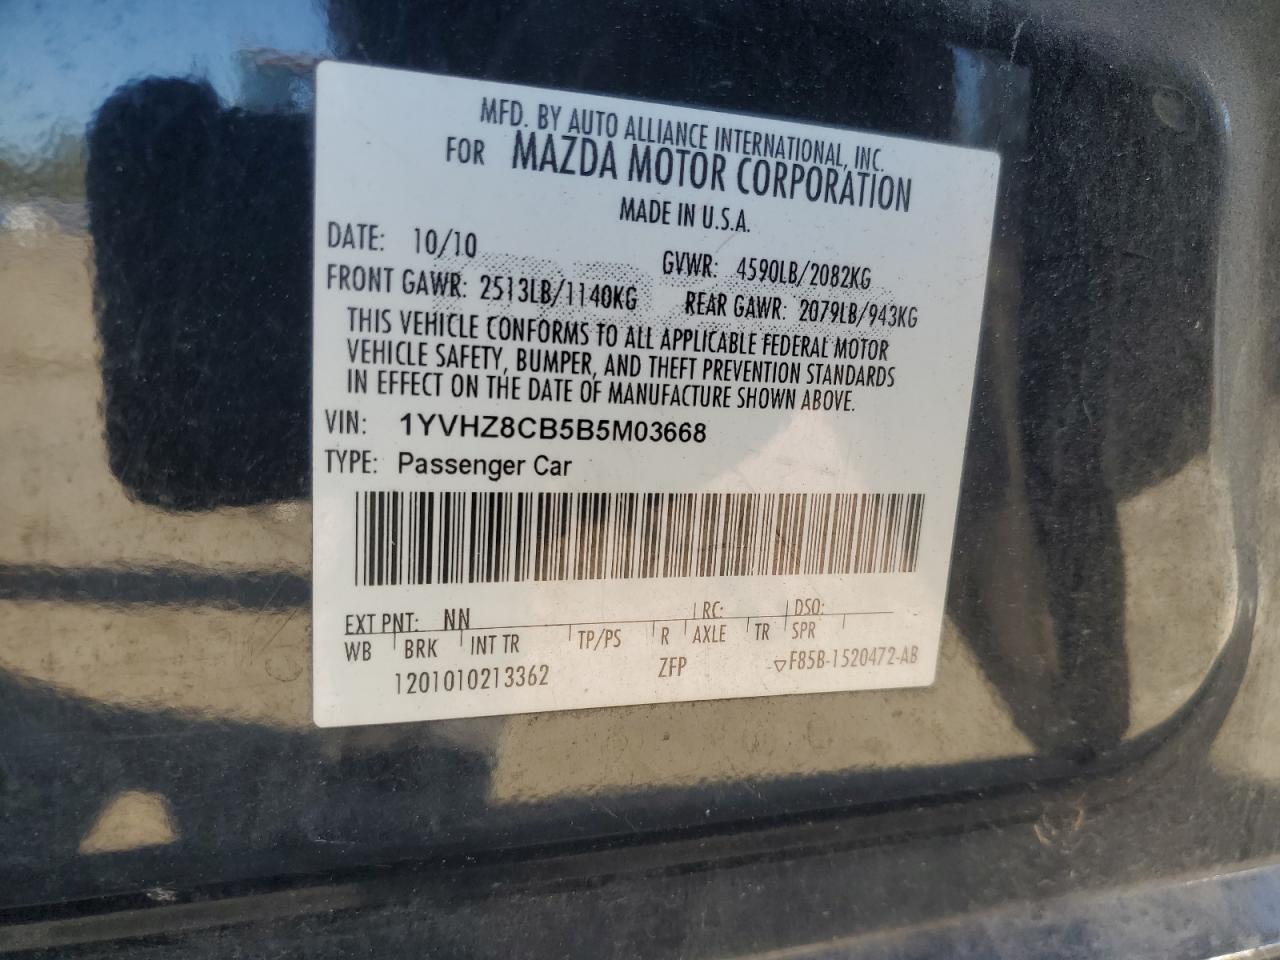 MFD. BY AUTO ALLIANCE INTERNATIONAL, INC.
FOR MAZDA MOTOR CORPORATION
MADE IN U.S.A.
DATE: 10/10 GVWR: 4590LB/2082KG
FRONT GAWR: 2513LB/1140KG REAR GAWR: 2079LB/943KG
THIS VEHICLE CONFORMS TO ALL APPLICABLE FEDERAL MOTOR
VEHICLE SAFETY, BUMPER, AND THEFT PREVENTION STANDARDS
IN EFFECT ON THE DATE OF MANUFACTURE SHOWN ABOVE.
VIN: 1YVHZ8CB5B5M03668
TYPE: Passenger Car
EXT PNT: NN RC: DSO:
WB BRK INT TR TP/PS R AXLE TR SPR
1201010213362 ZFP ▽F85B-1520472-AB